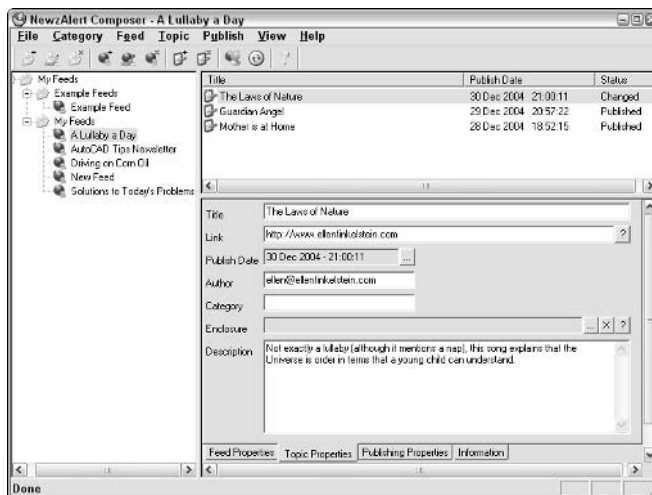 NewzAlert Composer - A Lullaby a Day
File Category Feed Topic Publish View Help
My Feeds
Example Feeds
Example Feed
My Feeds
A Lullaby a Day
AutoCAD Tips Newsletter
Driving on Corn Oil
New Feed
Solutions to Today's Problems
Title Publish Date Status
The Laws of Nature 30 Dec 2004 21:00:11 Changed
Guardian Angel 29 Dec 2004 20:57:22 Published
Mother is at Home 28 Dec 2004 18:52:15 Published
Title The Laws of Nature
Link http://www.ellenfinkelstein.com ?
Publish Date 30 Dec 2004 - 21:00:11 ...
Author ellen@ellenfinkelstein.com
Category
Enclosure ... X ?
Description Not exactly a lullaby (although it mentions a nap), this song explains that the
Universe is order in terms that a young child can understand.
Feed Properties Topic Properties Publishing Properties Information
Done